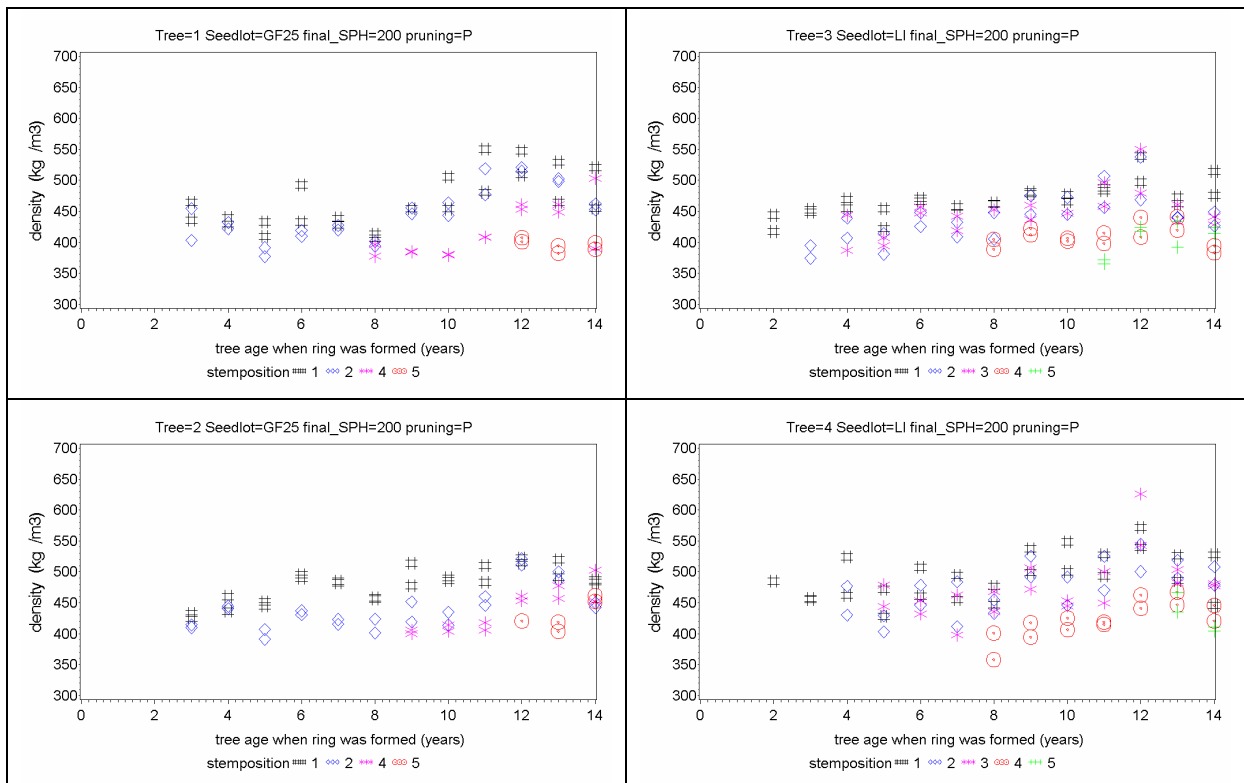 Tree=1 Seedlot=GF25 final_SPH=200 pruning=P
density (kg /m3)
700
650
600
550
500
450
400
350
300
0 2 4 6 8 10 12 14
tree age when ring was formed (years)
stemposition 1 2 4 5
Tree=3 Seedlot=LI final_SPH=200 pruning=P
density (kg /m3)
700
650
600
550
500
450
400
350
300
0 2 4 6 8 10 12 14
tree age when ring was formed (years)
stemposition 1 2 3 4 5
Tree=2 Seedlot=GF25 final_SPH=200 pruning=P
density (kg /m3)
700
650
600
550
500
450
400
350
300
0 2 4 6 8 10 12 14
tree age when ring was formed (years)
stemposition 1 2 4 5
Tree=4 Seedlot=LI final_SPH=200 pruning=P
density (kg /m3)
700
650
600
550
500
450
400
350
300
0 2 4 6 8 10 12 14
tree age when ring was formed (years)
stemposition 1 2 3 4 5